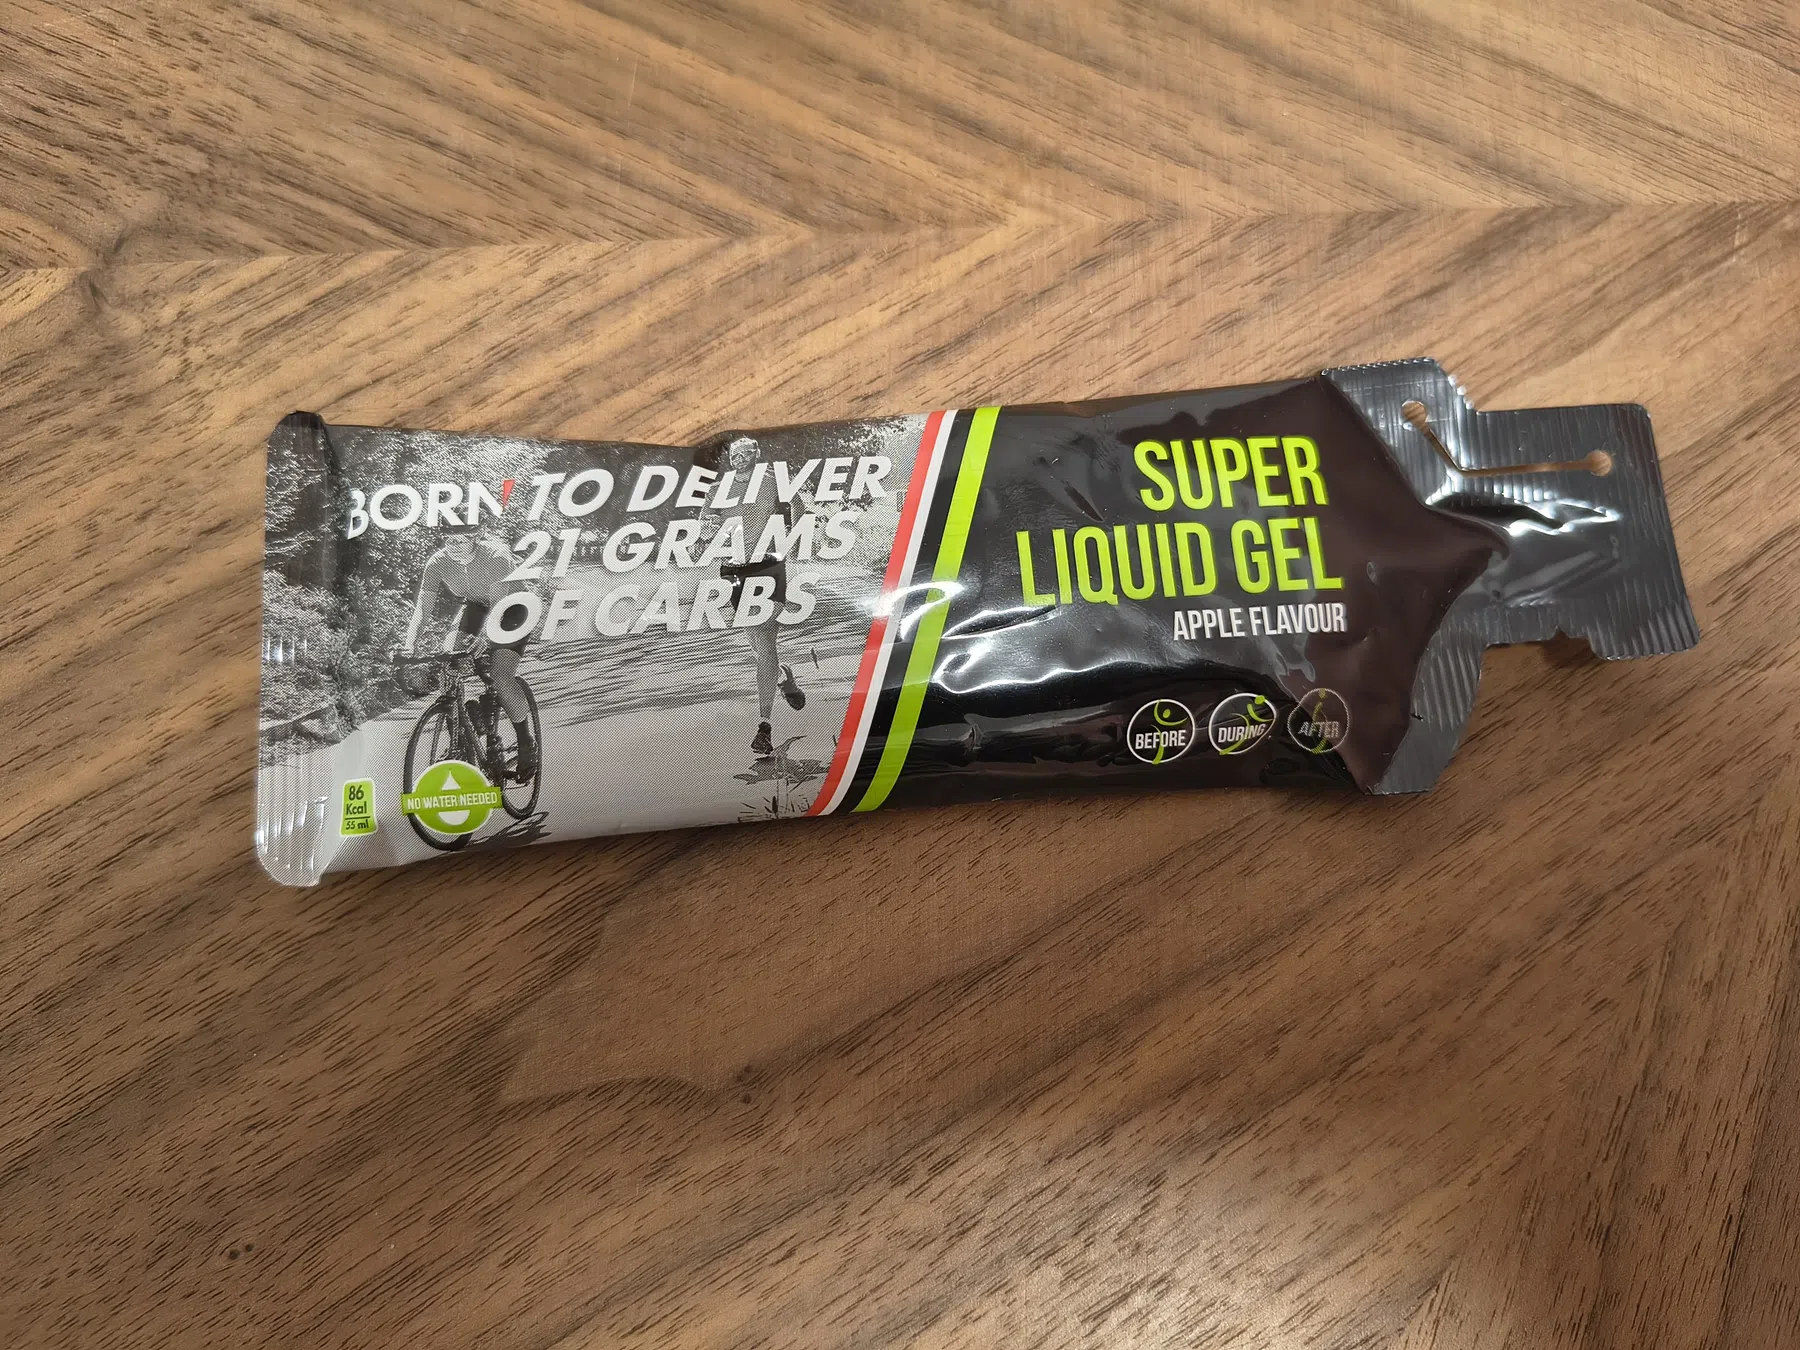 BORN TO DELIVER
21 GRAMS
OF CARBS
86
Kcal
55 ml
NO WATER NEEDED
SUPER
LIQUID GEL
APPLE FLAVOUR
BEFORE
DURING
AFTER